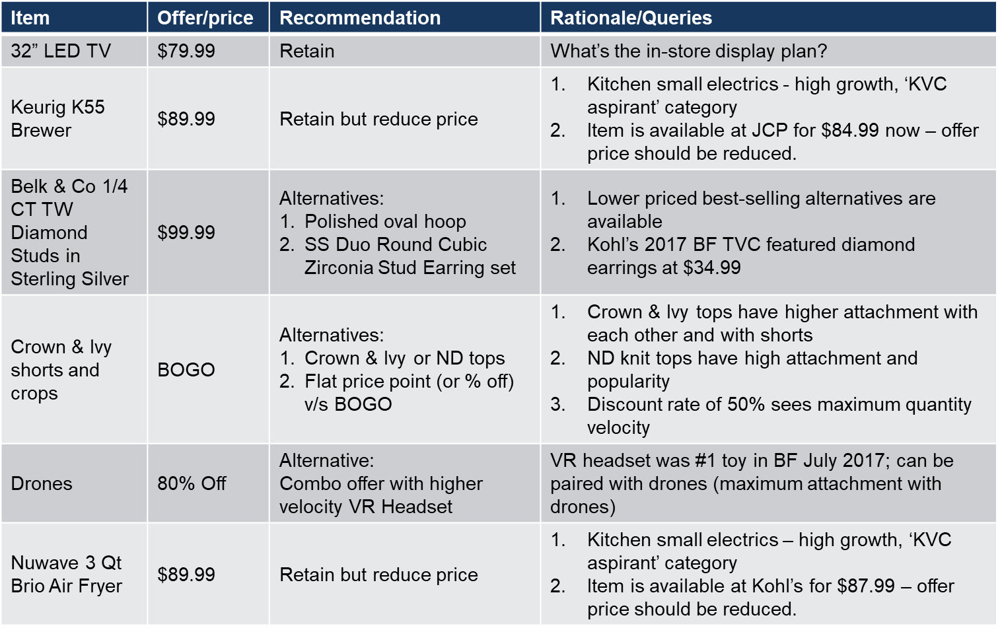 Item Offer/price Recommendation Rationale/Queries
32” LED TV $79.99 Retain What’s the in-store display plan?
Keurig K55
Brewer
$89.99
Retain but reduce price
1. Kitchen small electrics - high growth, ‘KVC
aspirant’ category
2. Item is available at JCP for $84.99 now – offer
price should be reduced.
Belk & Co 1/4
CT TW
Diamond
Studs in
Sterling Silver
$99.99
Alternatives:
1. Polished oval hoop
2. SS Duo Round Cubic
Zirconia Stud Earring set
1. Lower priced best-selling alternatives are
available
2. Kohl’s 2017 BF TVC featured diamond
earrings at $34.99
Crown & Ivy
shorts and
crops
BOGO
Alternatives:
1. Crown & Ivy or ND tops
2. Flat price point (or % off)
v/s BOGO
1. Crown & Ivy tops have higher attachment with
each other and with shorts
2. ND knit tops have high attachment and
popularity
3. Discount rate of 50% sees maximum quantity
velocity
Drones
80% Off
Alternative:
Combo offer with higher
velocity VR Headset
VR headset was #1 toy in BF July 2017; can be
paired with drones (maximum attachment with
drones)
Nuwave 3 Qt
Brio Air Fryer
$89.99
Retain but reduce price
1. Kitchen small electrics – high growth, ‘KVC
aspirant’ category
2. Item is available at Kohl’s for $87.99 – offer
price should be reduced.